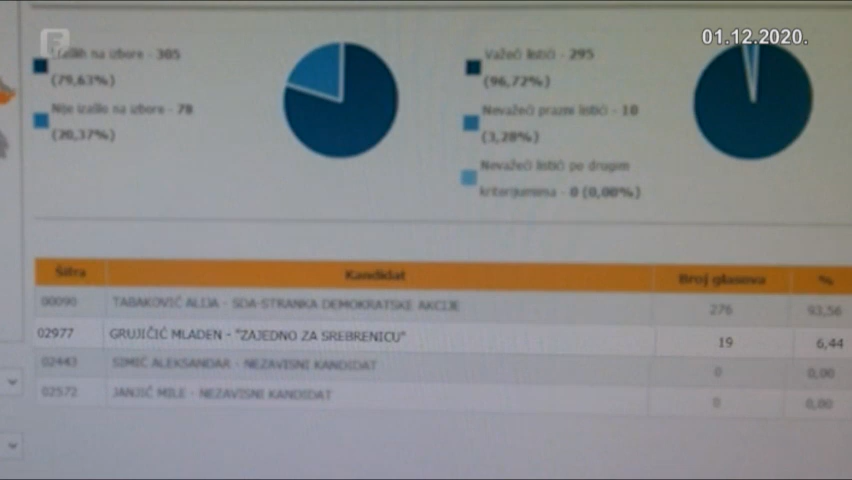 01.12.2020.
Izašlih na izbore - 305
(79,63%)
Nije izašlo na izbore - 78
(20,37%)
Važeći listići - 295
(96,72%)
Nevažeći prazni listići - 10
(3,28%)
Nevažeći listići po drugim
kriterijumima - 0 (0,00%)
Šifra Kandidat Broj glasova %
00090 TABAKOVIĆ ALIJA - SDA-STRANKA DEMOKRATSKE AKCIJE 276 93,56
02977 GRUJIČIĆ MLADEN - "ZAJEDNO ZA SREBRENICU" 19 6,44
02443 SIMIĆ ALEKSANDAR - NEZAVISNI KANDIDAT 0 0,00
02572 JANJIĆ MILE - NEZAVISNI KANDIDAT 0 0,00